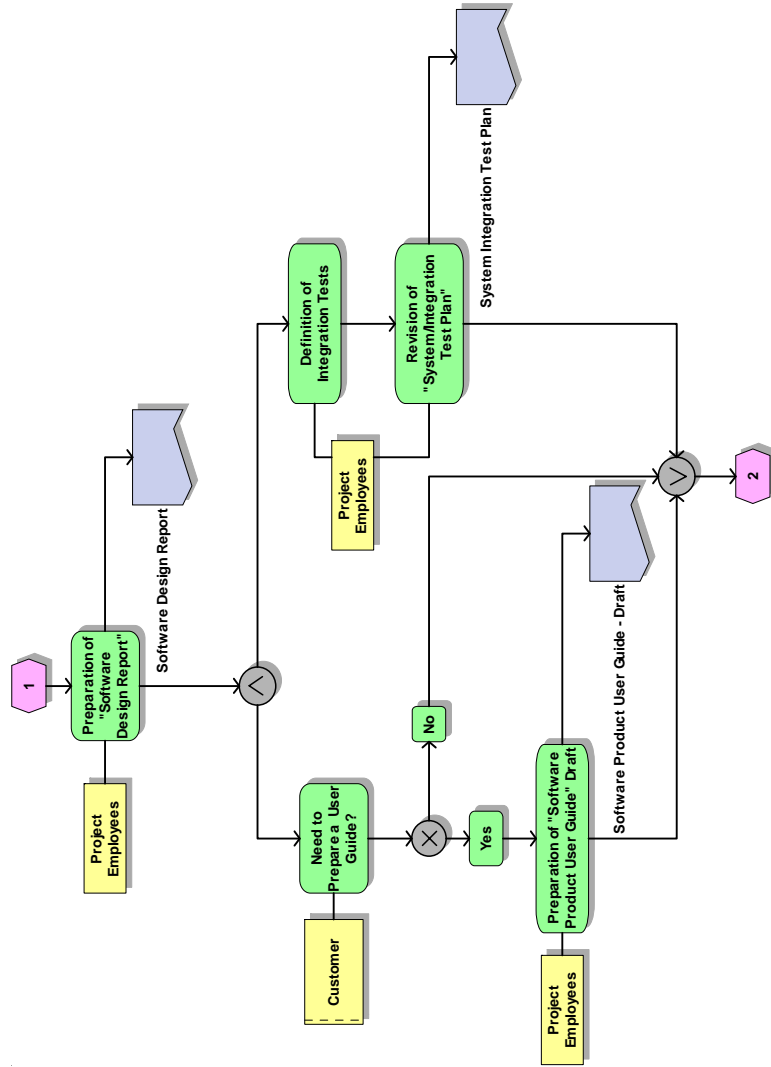 1
Preparation of
"Software
Design Report"
Project
Employees
Software Design Report
Need to
Prepare a User
Guide?
Customer
Definition of
Integration Tests
Project
Employees
Revision of
"System/Integration
Test Plan"
System Integration Test Plan
No
Yes
Preparation of "Software
Product User Guide" Draft
Project
Employees
Software Product User Guide - Draft
2